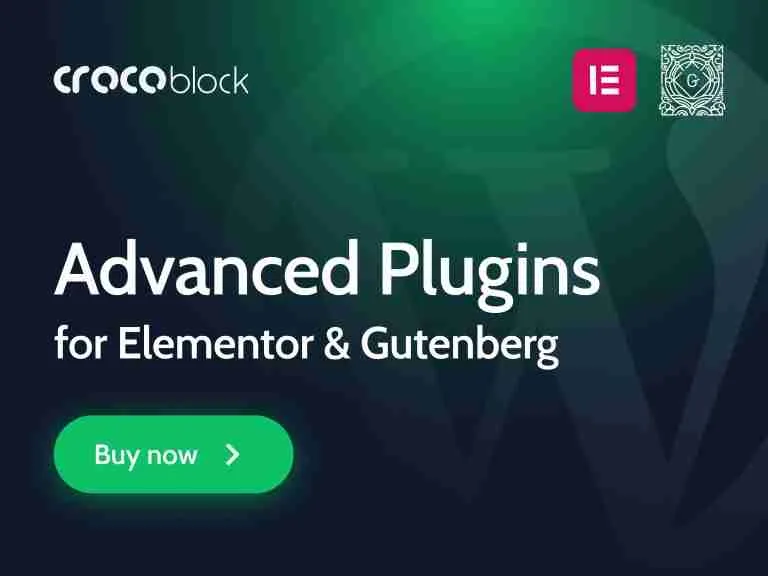 crocoblock
G
Advanced Plugins
for Elementor & Gutenberg
Buy now